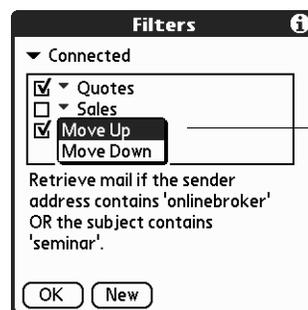 Filters
Connected
Quotes
Sales
Move Up
Move Down
Retrieve mail if the sender
address contains 'onlinebroker'
OR the subject contains
'seminar'.
OK New